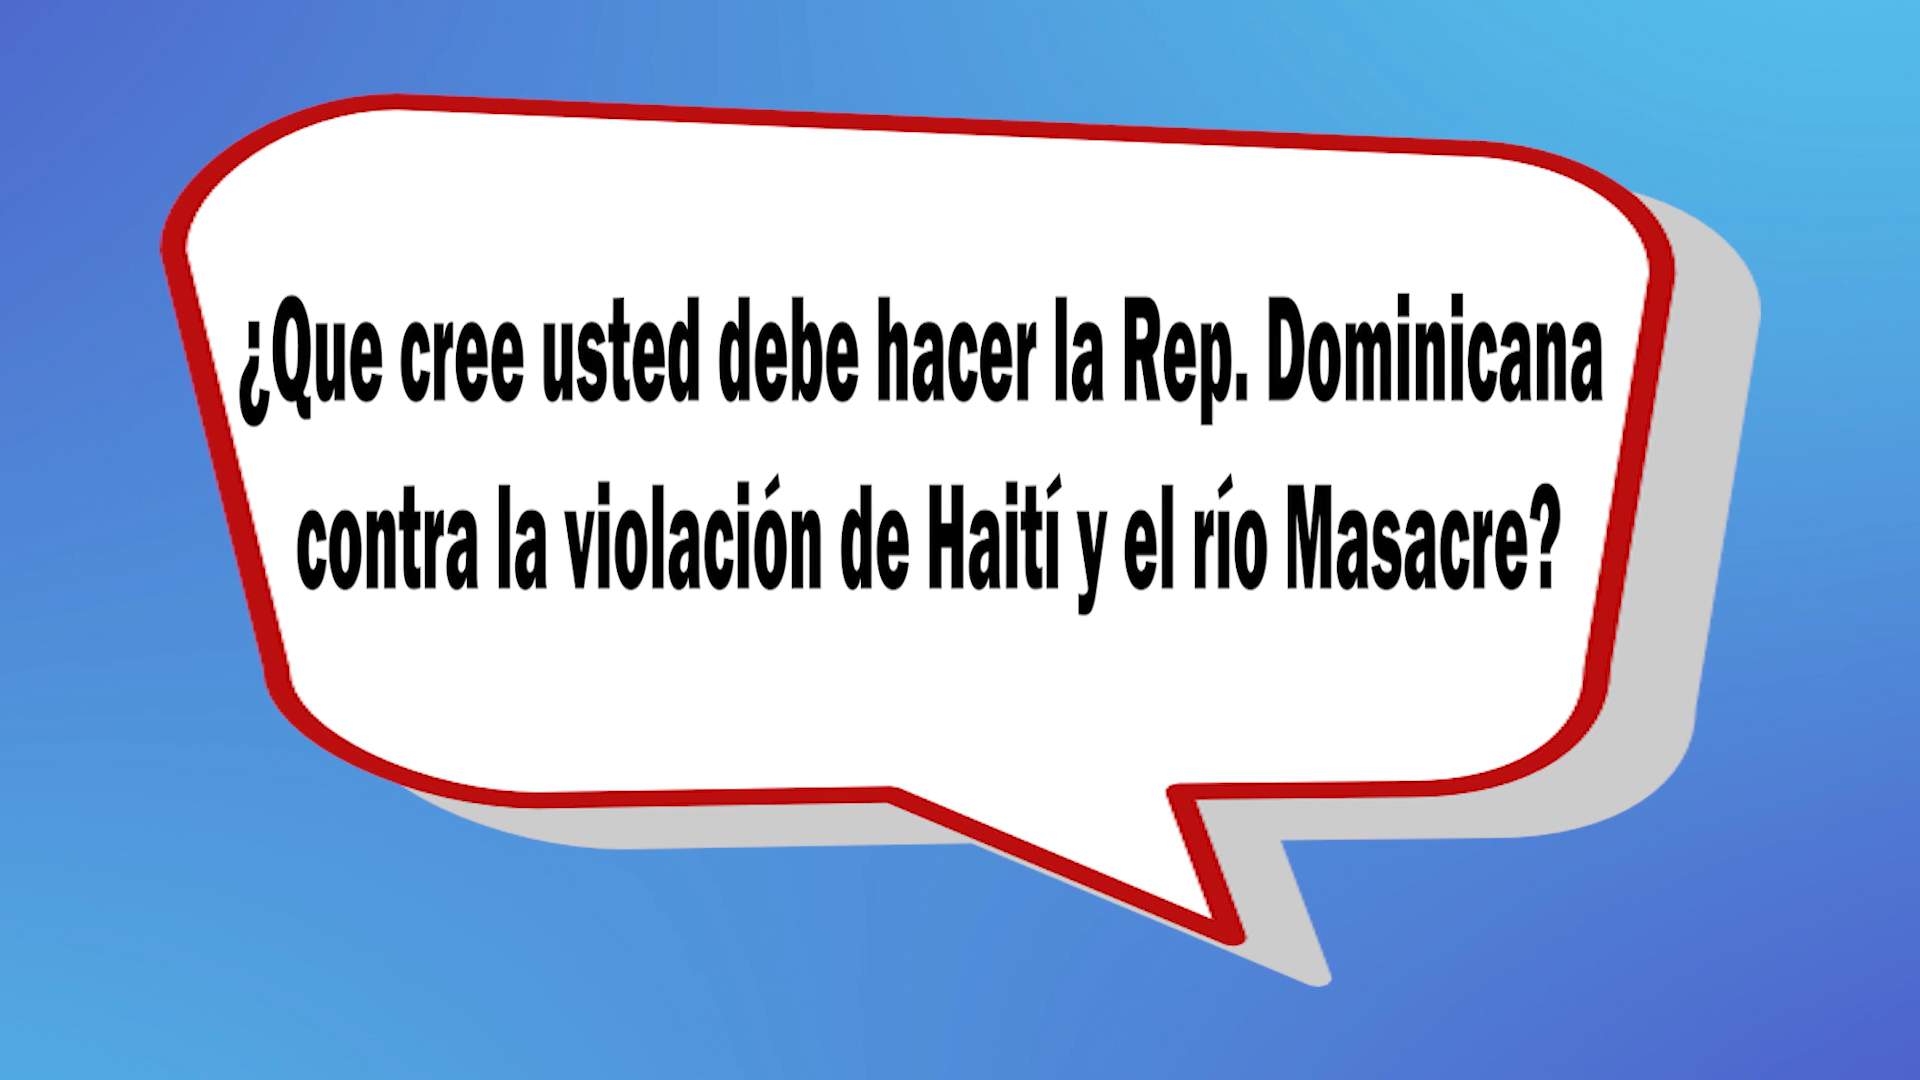 ¿Que cree usted debe hacer la Rep. Dominicana
contra la violación de Haití y el río Masacre?